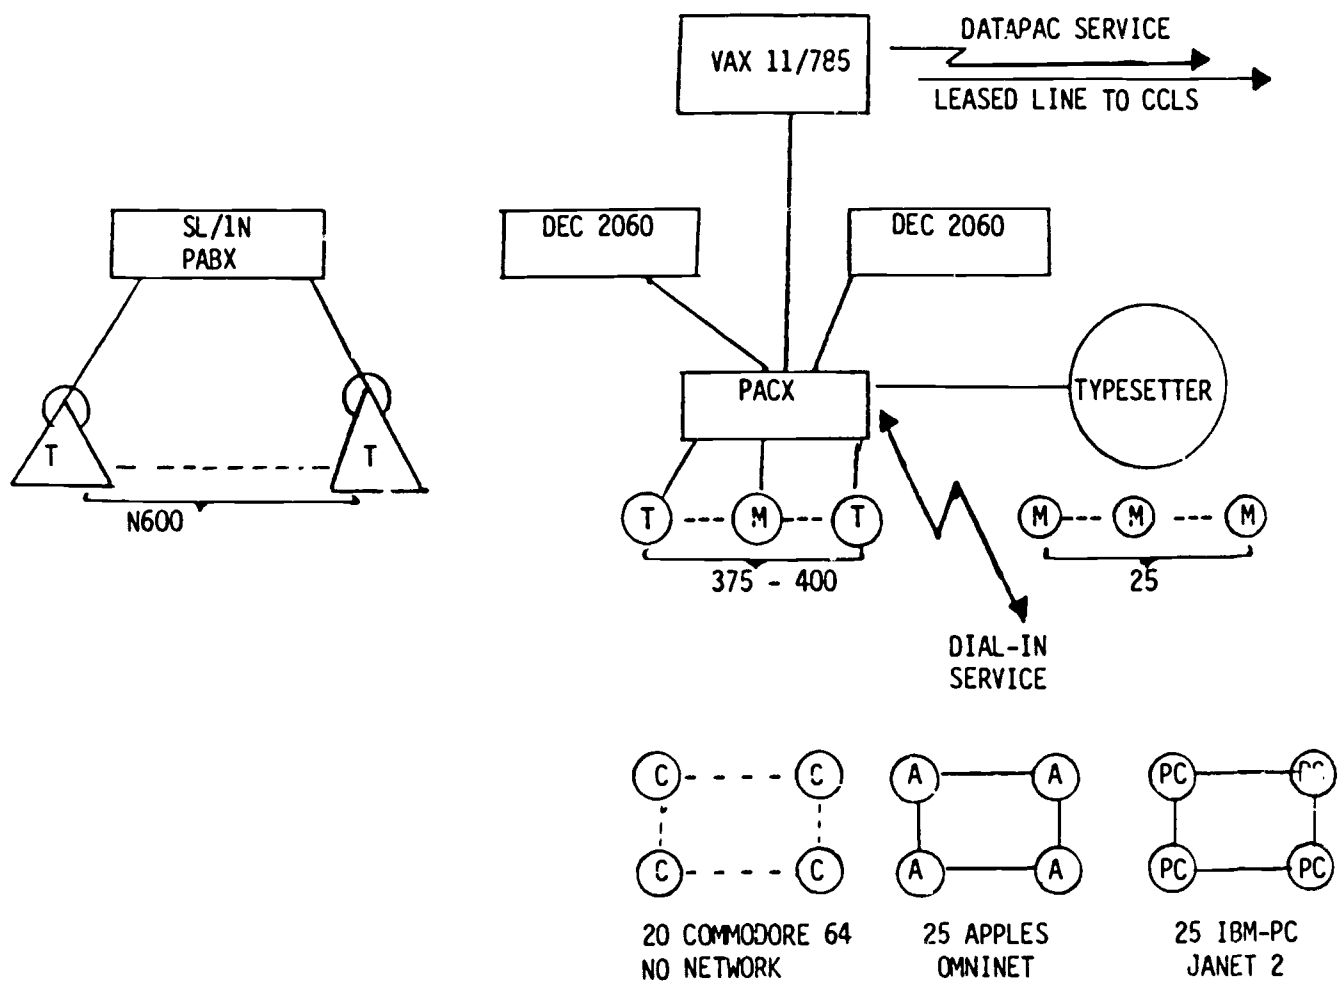 DATAPAC SERVICE
VAX 11/785
LEASED LINE TO CCLS
SL/1N
PABX
DEC 2060
DEC 2060
PACX
TYPESETTER
T
T
N600
T
M
T
375 - 400
M
M
M
25
DIAL-IN
SERVICE
C
C
C
C
20 COMMODORE 64
NO NETWORK
A
A
A
A
25 APPLES
OMNINET
PC
PC
PC
25 IBM-PC
JANET 2